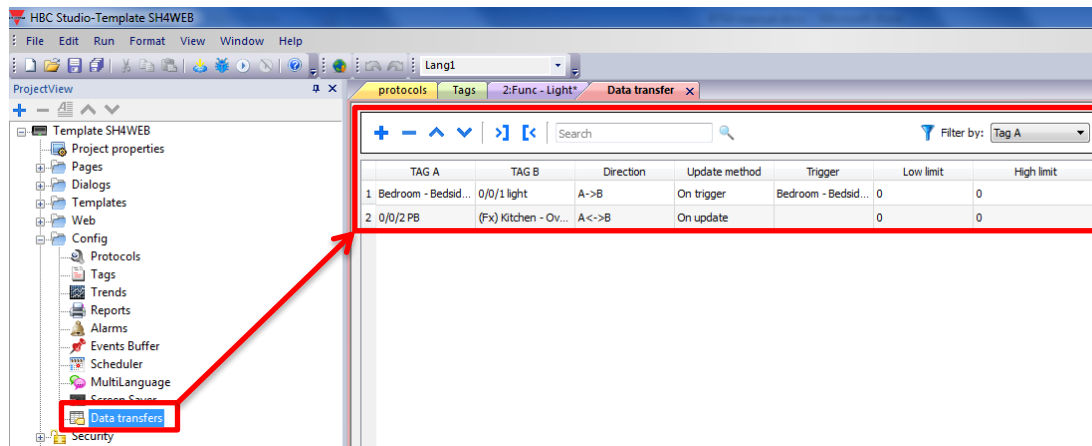 HBC Studio-Template SH4WEB
File Edit Run Format View Window Help
Lang1
ProjectView
protocols Tags 2:Func - Light* Data transfer
Template SH4WEB
Project properties
Pages
Dialogs
Templates
Web
Config
Protocols
Tags
Trends
Reports
Alarms
Events Buffer
Scheduler
MultiLanguage
Screen Saver
Data transfers
Security
Search Filter by: Tag A
TAG A TAG B Direction Update method Trigger Low limit High limit
1 Bedroom - Bedsid... 0/0/1 light A->B On trigger Bedroom - Bedsid... 0 0
2 0/0/2 PB (Fx) Kitchen - Ov... A<->B On update 0 0